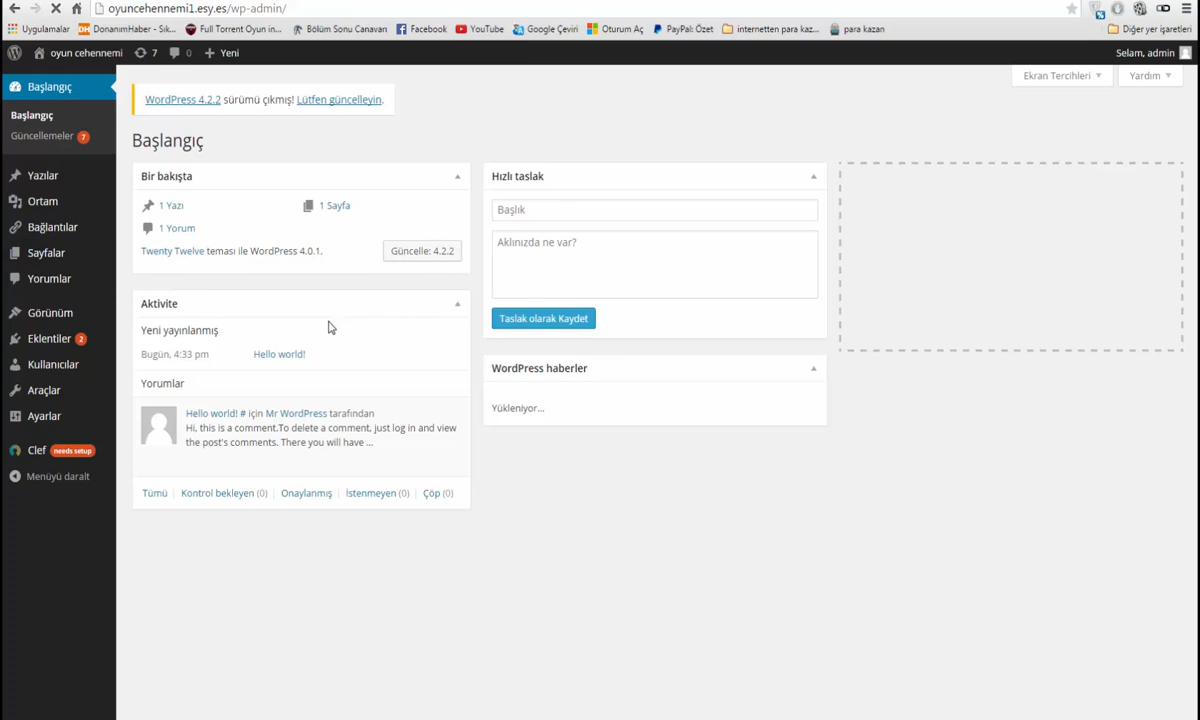 oyuncehennemi1.esy.es/wp-admin/
Uygulamalar DonanımHaber - Sık... Full Torrent Oyun in... Bölüm Sonu Canavarı Facebook YouTube Google Çeviri Oturum Aç PayPal: Özet internetten para kaz... para kazan Diğer yer işaretleri
oyun cehennemi 7 0 Yeni Selam, admin
Ekran Tercihleri Yardım
Başlangıç
Başlangıç
Güncellemeler 7
Yazılar
Ortam
Bağlantılar
Sayfalar
Yorumlar
Görünüm
Eklentiler 2
Kullanıcılar
Araçlar
Ayarlar
Clef needs setup
Menüyü daralt
WordPress 4.2.2 sürümü çıkmış! Lütfen güncelleyin.
Başlangıç
Bir bakışta
1 Yazı 1 Sayfa
1 Yorum
Twenty Twelve teması ile WordPress 4.0.1. Güncelle: 4.2.2
Aktivite
Yeni yayınlanmış
Bugün, 4:33 pm Hello world!
Yorumlar
Hello world! # için Mr WordPress tarafından
Hi, this is a comment.To delete a comment, just log in and view
the post's comments. There you will have ...
Tümü | Kontrol bekleyen (0) | Onaylanmış | İstenmeyen (0) | Çöp (0)
Hızlı taslak
Başlık
Aklınızda ne var?
Taslak olarak Kaydet
WordPress haberler
Yükleniyor...